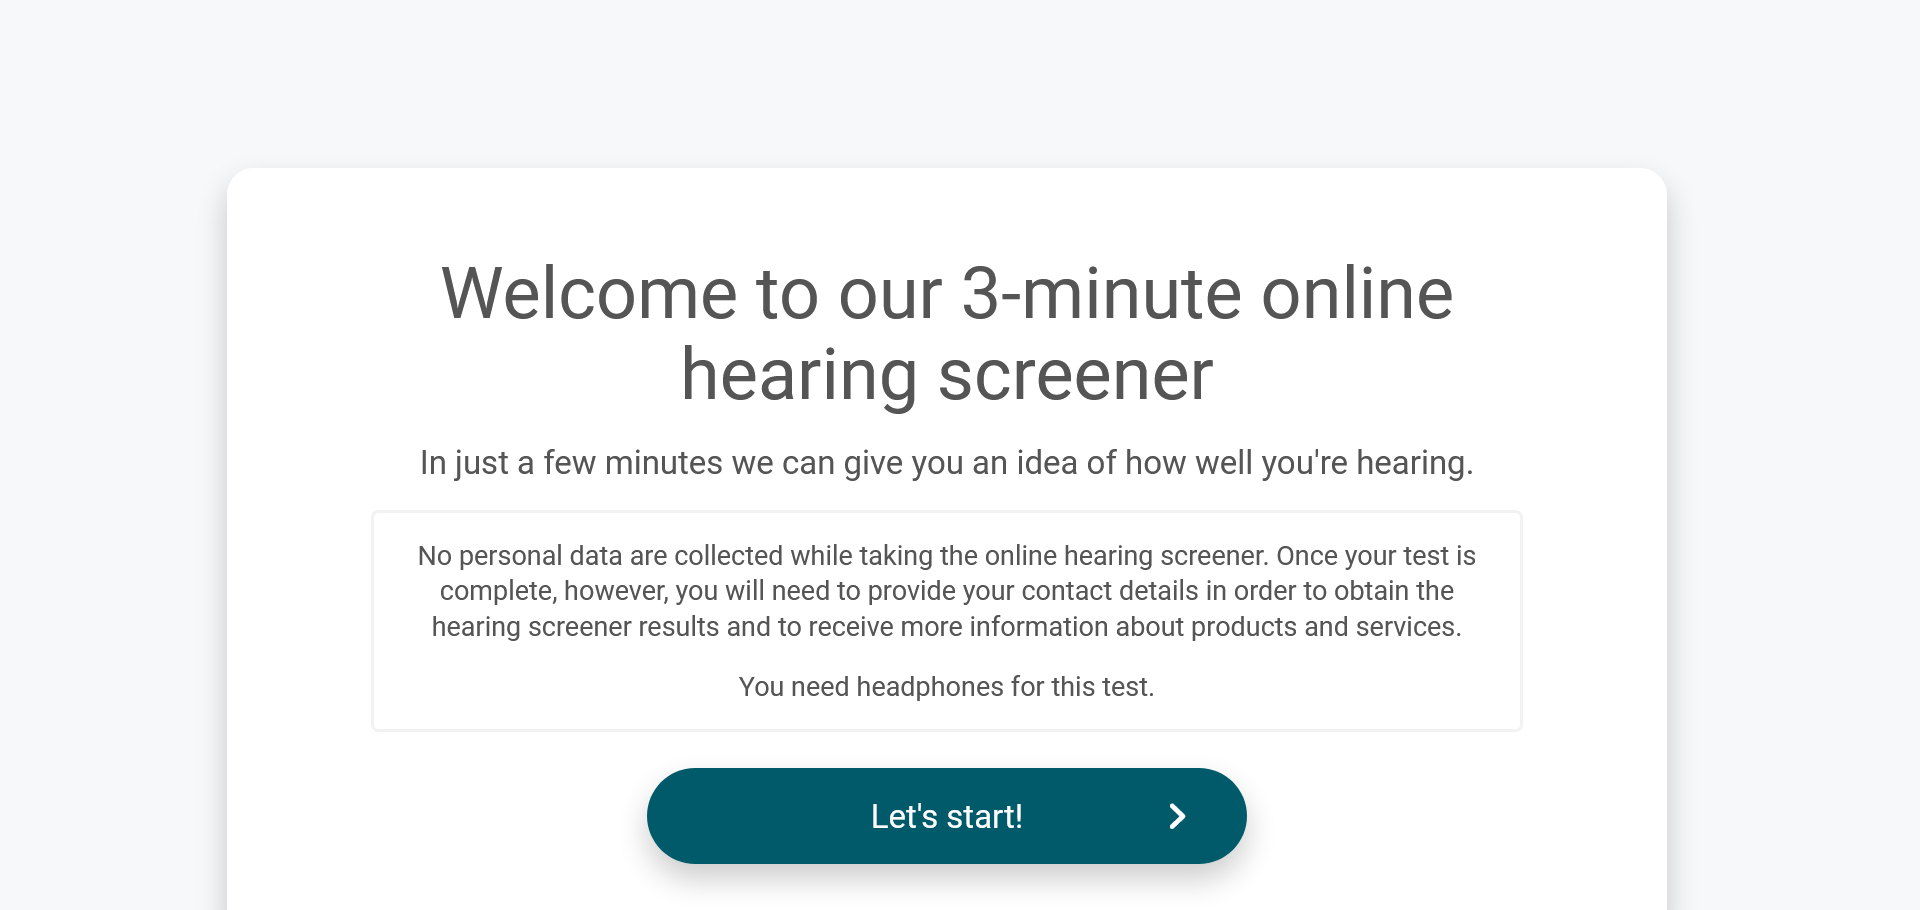 Welcome to our 3-minute online
hearing screener
In just a few minutes we can give you an idea of how well you're hearing.
No personal data are collected while taking the online hearing screener. Once your test is
complete, however, you will need to provide your contact details in order to obtain the
hearing screener results and to receive more information about products and services.
You need headphones for this test.
Let's start!